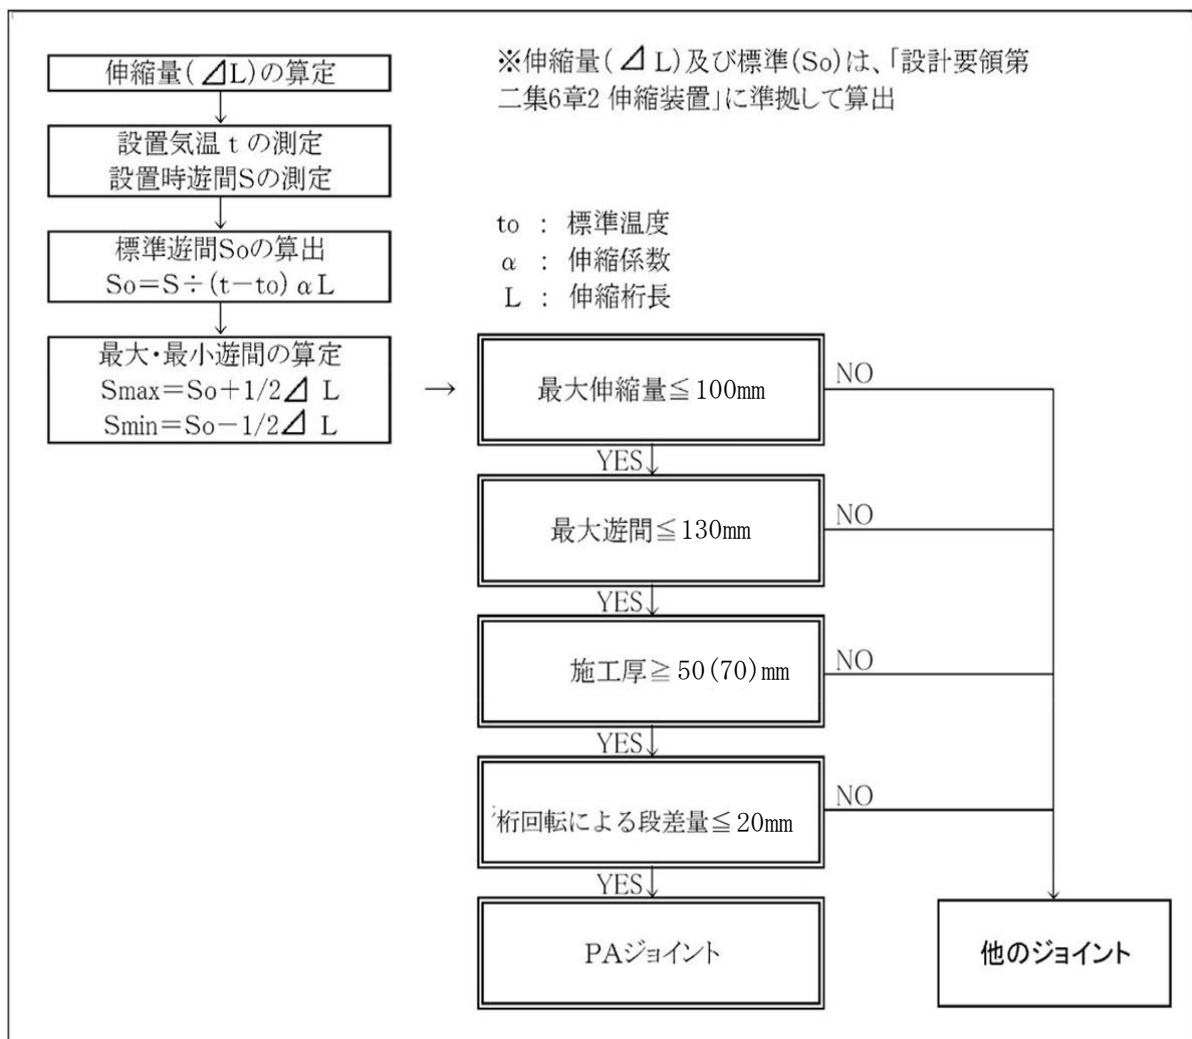 伸縮量(⊿L)の算定
設置気温 t の測定
設置時遊間Sの測定
標準遊間Soの算出
So=S÷(t-to)αL
最大・最小遊間の算定
Smax=So+1/2⊿ L
Smin=So-1/2⊿ L
※伸縮量(⊿ L)及び標準(So)は、「設計要領第
二集6章2 伸縮装置」に準拠して算出
to : 標準温度
α : 伸縮係数
L : 伸縮桁長
→
最大伸縮量≦100mm
NO
YES
最大遊間≦130mm
NO
YES
施工厚≧50(70)mm
NO
YES
桁回転による段差量≦20mm
NO
YES
PAジョイント
他のジョイント